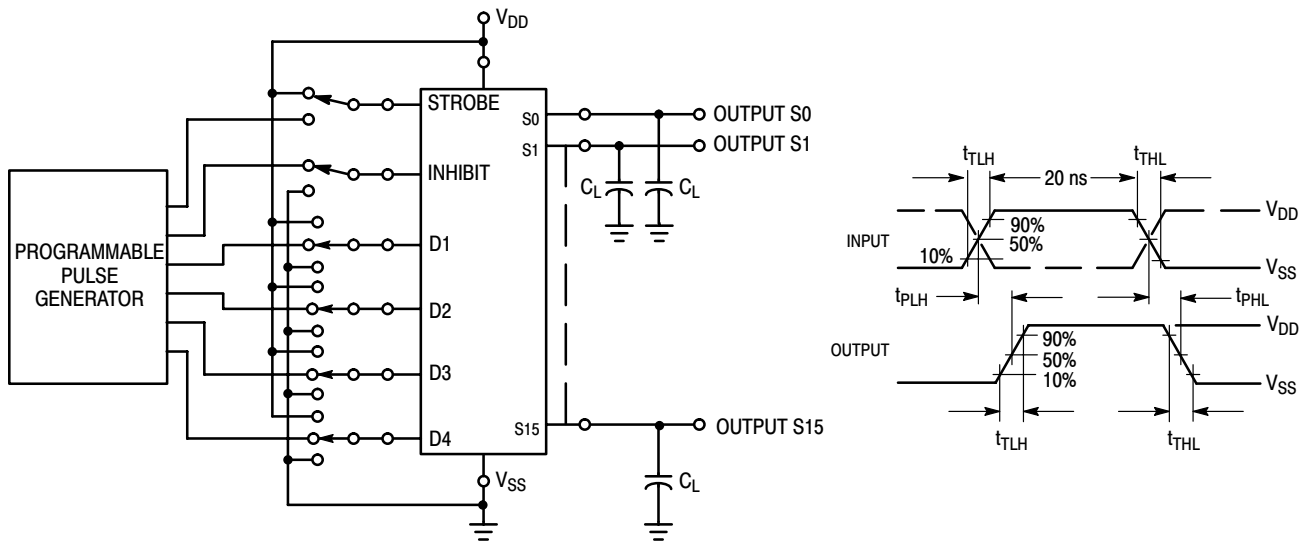 VDD
STROBE
S0
OUTPUT S0
S1
OUTPUT S1
INHIBIT
CL
CL
PROGRAMMABLE
PULSE
GENERATOR
D1
D2
D3
D4
S15
OUTPUT S15
VSS
CL
tTLH
tTHL
20 ns
INPUT
VDD
90%
50%
10%
VSS
tPLH
tPHL
OUTPUT
VDD
90%
50%
10%
VSS
tTLH
tTHL